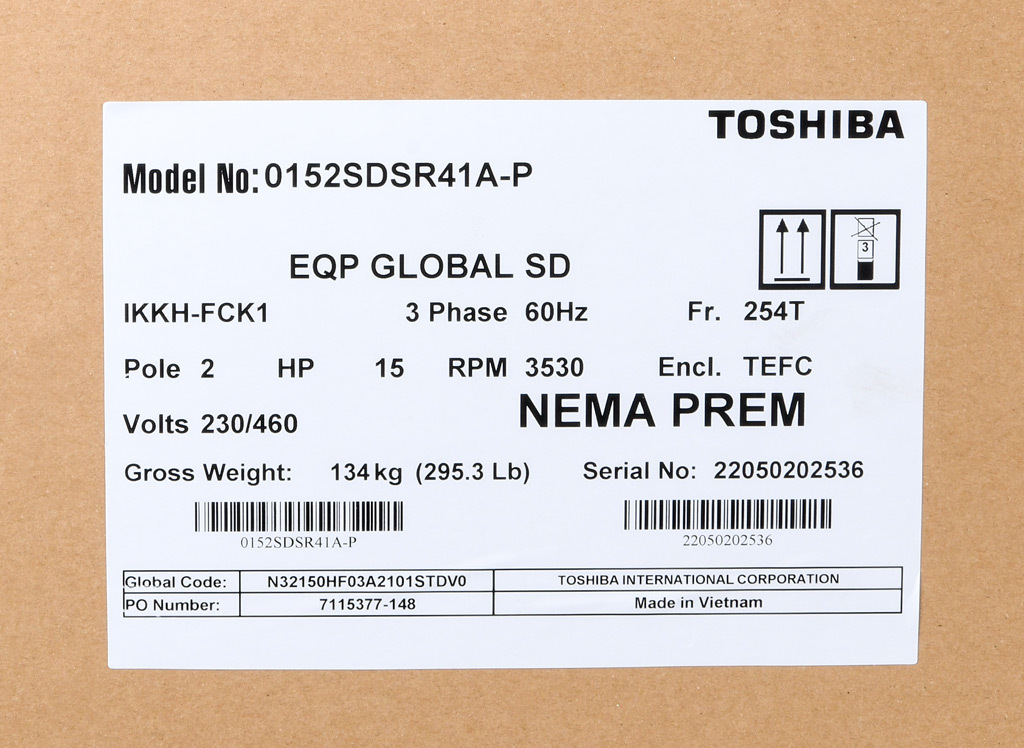 TOSHIBA
Model No: 0152SDSR41A-P
3
EQP GLOBAL SD
IKKH-FCK1 3 Phase 60Hz Fr. 254T
Pole 2 HP 15 RPM 3530 Encl. TEFC
Volts 230/460 NEMA PREM
Gross Weight: 134 kg (295.3 Lb) Serial No: 22050202536
0152SDSR41A-P 22050202536
Global Code: N32150HF03A2101STDV0 TOSHIBA INTERNATIONAL CORPORATION
PO Number: 7115377-148 Made in Vietnam